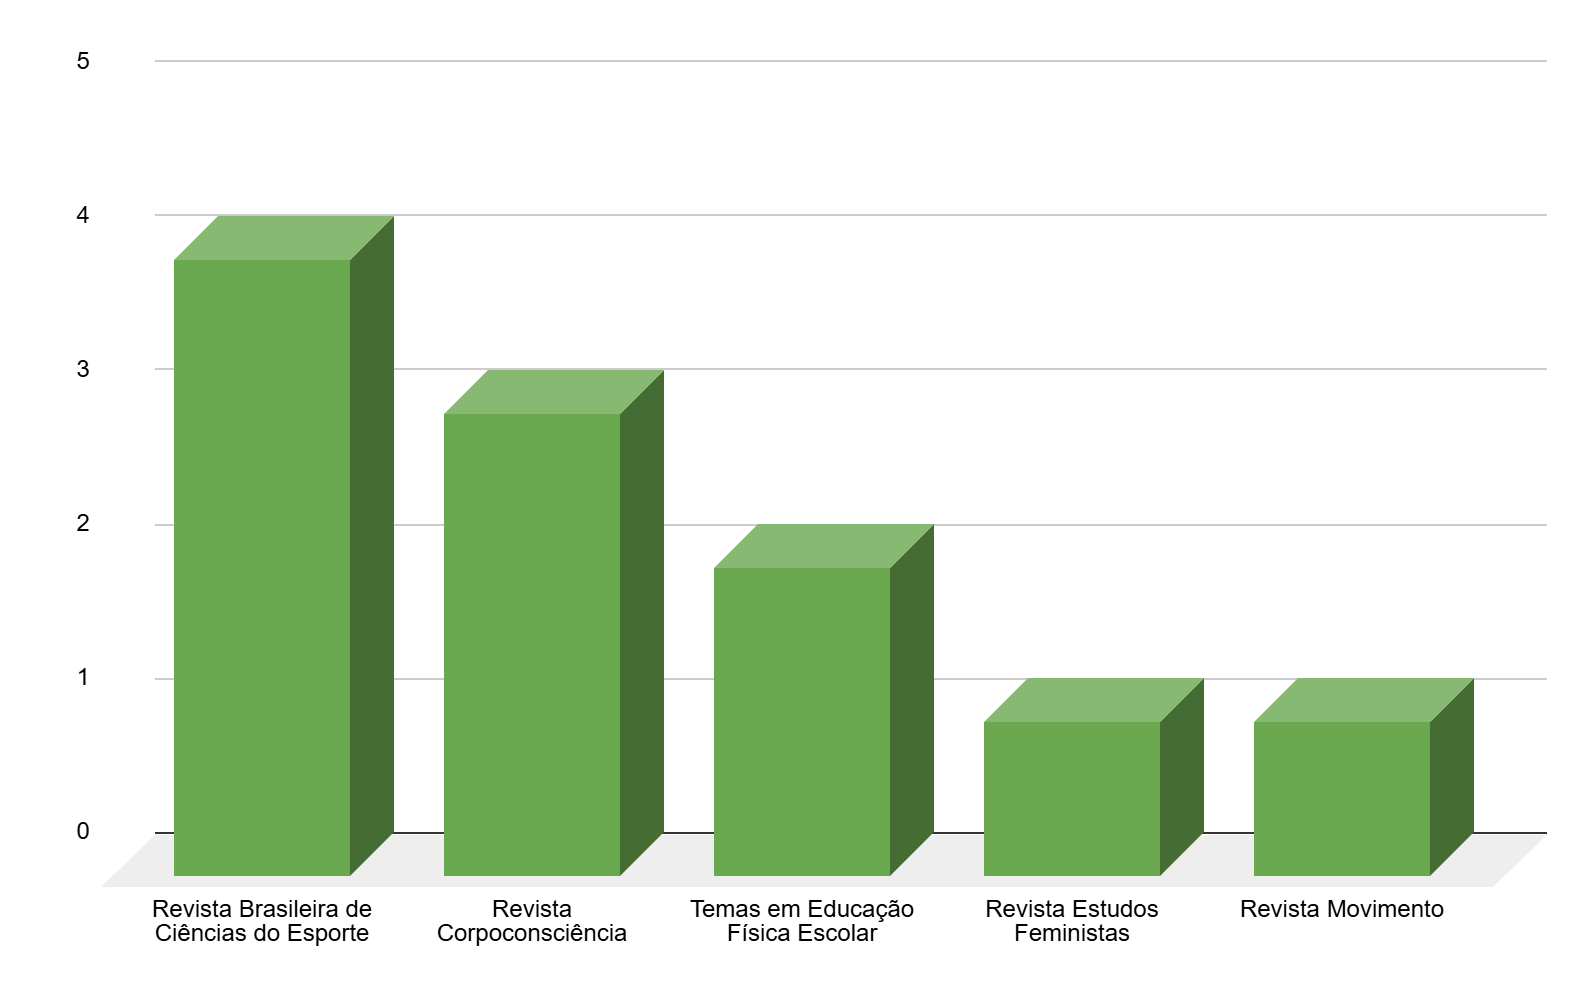 5
4
3
2
1
0
Revista Brasileira de
Ciências do Esporte
Revista
Corpoconsciência
Temas em Educação
Física Escolar
Revista Estudos
Feministas
Revista Movimento